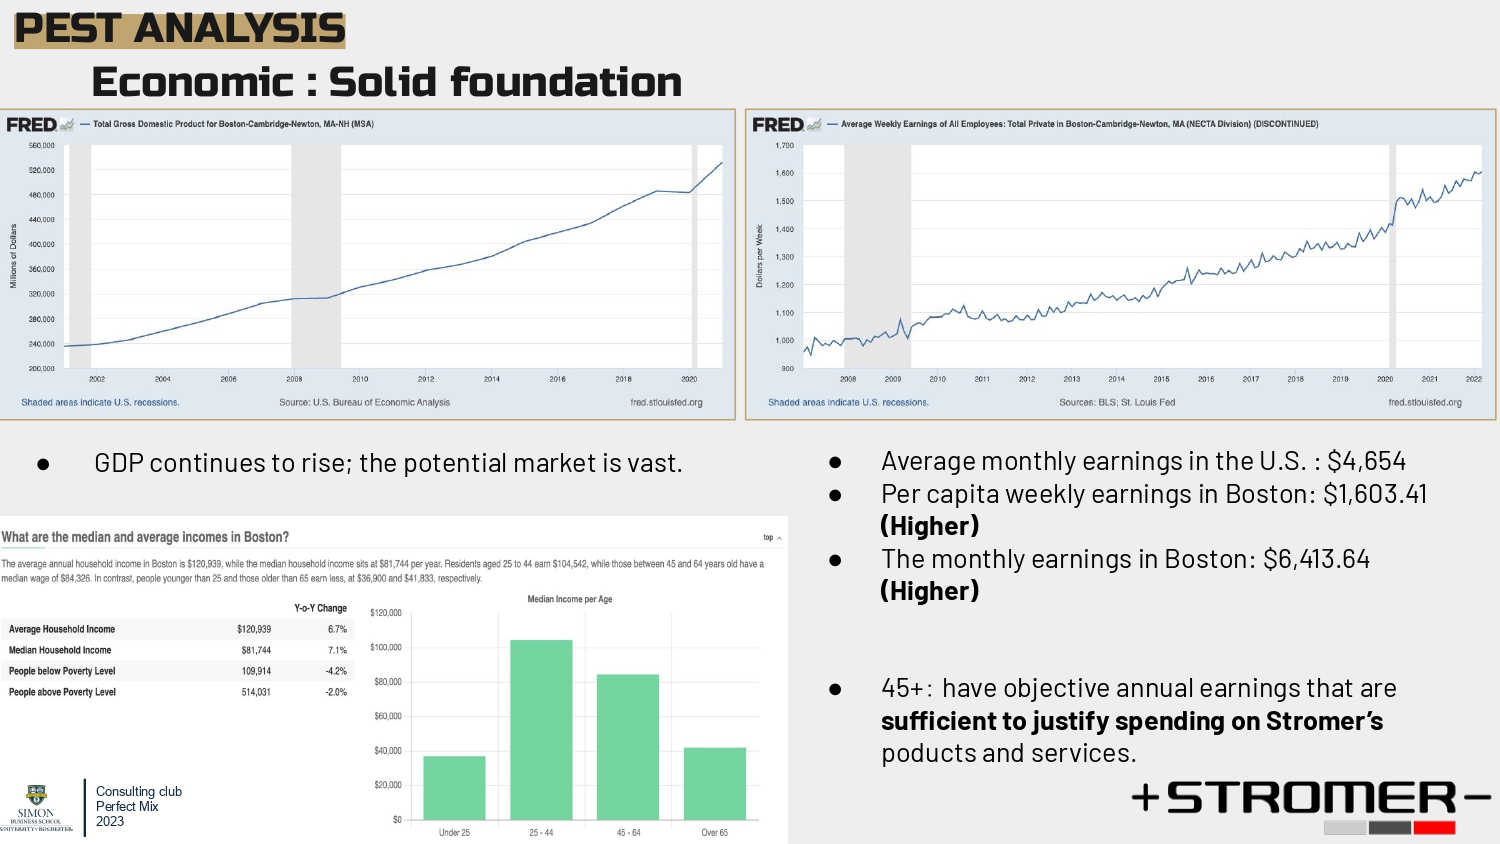 PEST ANALYSIS
Economic : Solid foundation
FRED — Total Gross Domestic Product for Boston-Cambridge-Newton, MA-NH (MSA)
560,000
520,000
480,000
440,000
400,000
360,000
320,000
280,000
240,000
200,000
Millions of Dollars
2002 2004 2006 2008 2010 2012 2014 2016 2018 2020
Shaded areas indicate U.S. recessions. Source: U.S. Bureau of Economic Analysis fred.stlouisfed.org
FRED — Average Weekly Earnings of All Employees: Total Private in Boston-Cambridge-Newton, MA (NECTA Division) (DISCONTINUED)
1,700
1,600
1,500
1,400
1,300
1,200
1,100
1,000
900
Dollars per Week
2008 2009 2010 2011 2012 2013 2014 2015 2016 2017 2018 2019 2020 2021 2022
Shaded areas indicate U.S. recessions. Sources: BLS; St. Louis Fed fred.stlouisfed.org
● GDP continues to rise; the potential market is vast.
● Average monthly earnings in the U.S. : $4,654
● Per capita weekly earnings in Boston: $1,603.41
(Higher)
● The monthly earnings in Boston: $6,413.64
(Higher)
● 45+: have objective annual earnings that are
sufficient to justify spending on Stromer’s
poducts and services.
What are the median and average incomes in Boston? top
The average annual household income in Boston is $120,939, while the median household income sits at $81,744 per year. Residents aged 25 to 44 earn $104,542, while those between 45 and 64 years old have a
median wage of $84,326. In contrast, people younger than 25 and those older than 65 earn less, at $36,900 and $41,833, respectively.
Y-o-Y Change
Average Household Income $120,939 6.7%
Median Household Income $81,744 7.1%
People below Poverty Level 109,914 -4.2%
People above Poverty Level 514,031 -2.0%
Median Income per Age
$120,000
$100,000
$80,000
$60,000
$40,000
$20,000
$0
Under 25 25 - 44 45 - 64 Over 65
SIMON
BUSINESS SCHOOL
UNIVERSITY of ROCHESTER
Consulting club
Perfect Mix
2023
+STROMER–